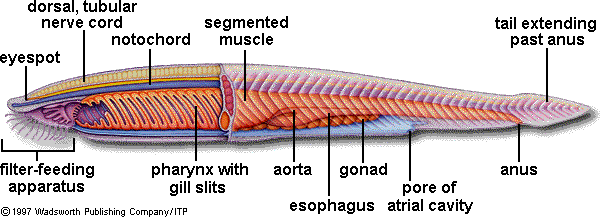 dorsal, tubular
nerve cord
notochord
eyespot
segmented
muscle
tail extending
past anus
filter-feeding
apparatus
pharynx with
gill slits
aorta
esophagus
gonad
pore of
atrial cavity
anus
©1997 Wadsworth Publishing Company/ITP